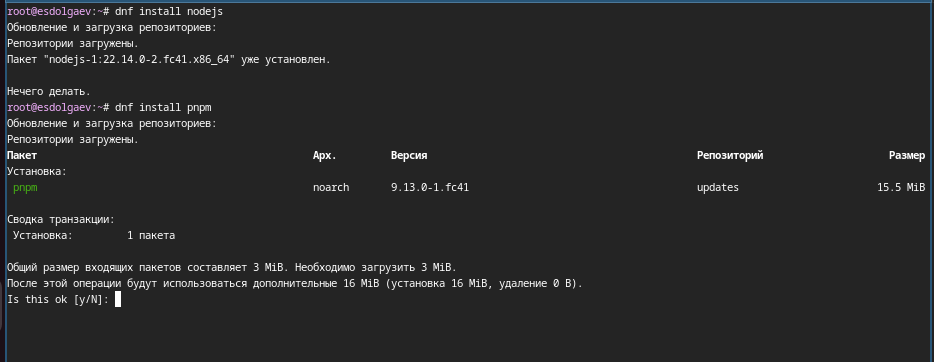 root@esdolgaev:~# dnf install nodejs
Обновление и загрузка репозиториев:
Репозитории загружены.
Пакет "nodejs-1:22.14.0-2.fc41.x86_64" уже установлен.
Нечего делать.
root@esdolgaev:~# dnf install pnpm
Обновление и загрузка репозиториев:
Репозитории загружены.
Пакет Арх. Версия Репозиторий Размер
Установка:
pnpm noarch 9.13.0-1.fc41 updates 15.5 MiB
Сводка транзакции:
Установка: 1 пакета
Общий размер входящих пакетов составляет 3 MiB. Необходимо загрузить 3 MiB.
После этой операции будут использоваться дополнительные 16 MiB (установка 16 MiB, удаление 0 B).
Is this ok [y/N]: